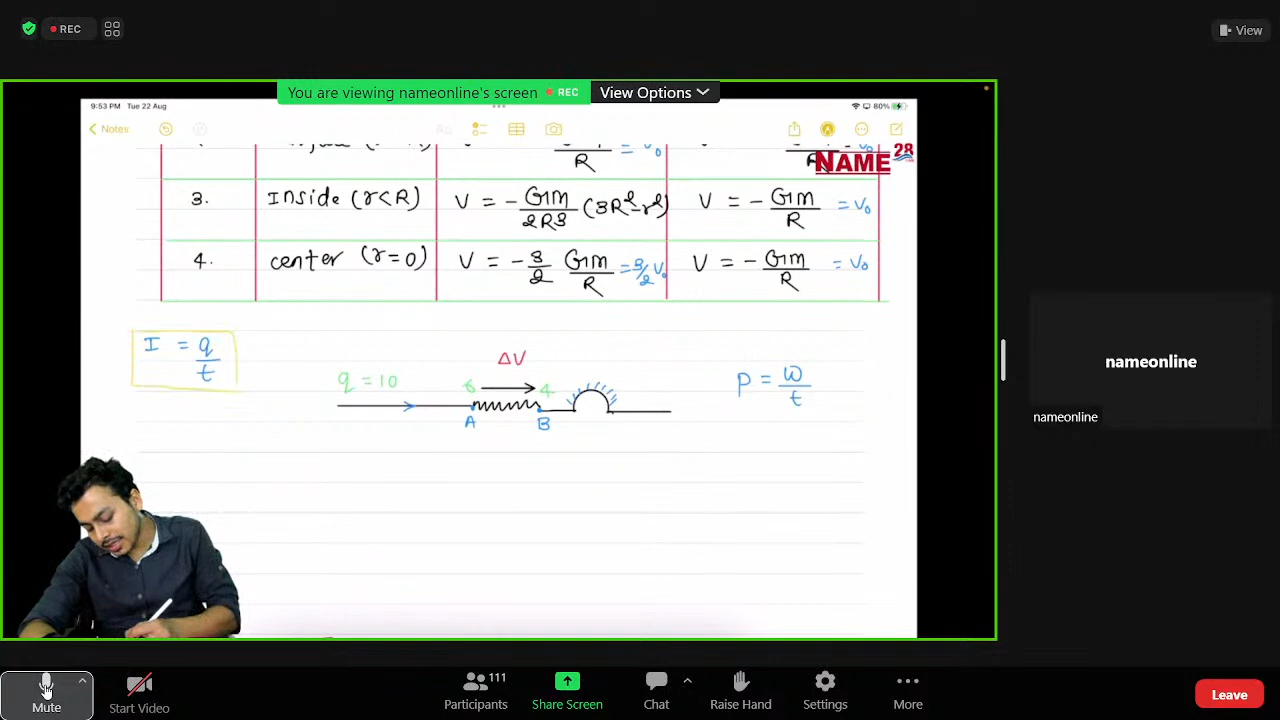 REC
View
You are viewing nameonline's screen REC View Options
9:53 PM Tue 22 Aug
80%
Notes
Aa
R = V₀
NAME 28
3. Inside (r<R) V = - GM/2R³ (3R²-r²) V = - GM/R = V₀
4. center (r=0) V = - 3/2 GM/R = 3/2 V₀ V = - GM/R = V₀
I = q/t
ΔV
q = 10 6 4
A B
P = W/t
nameonline
nameonline
Mute
Start Video
111
Participants
Share Screen
Chat
Raise Hand
Settings
More
Leave